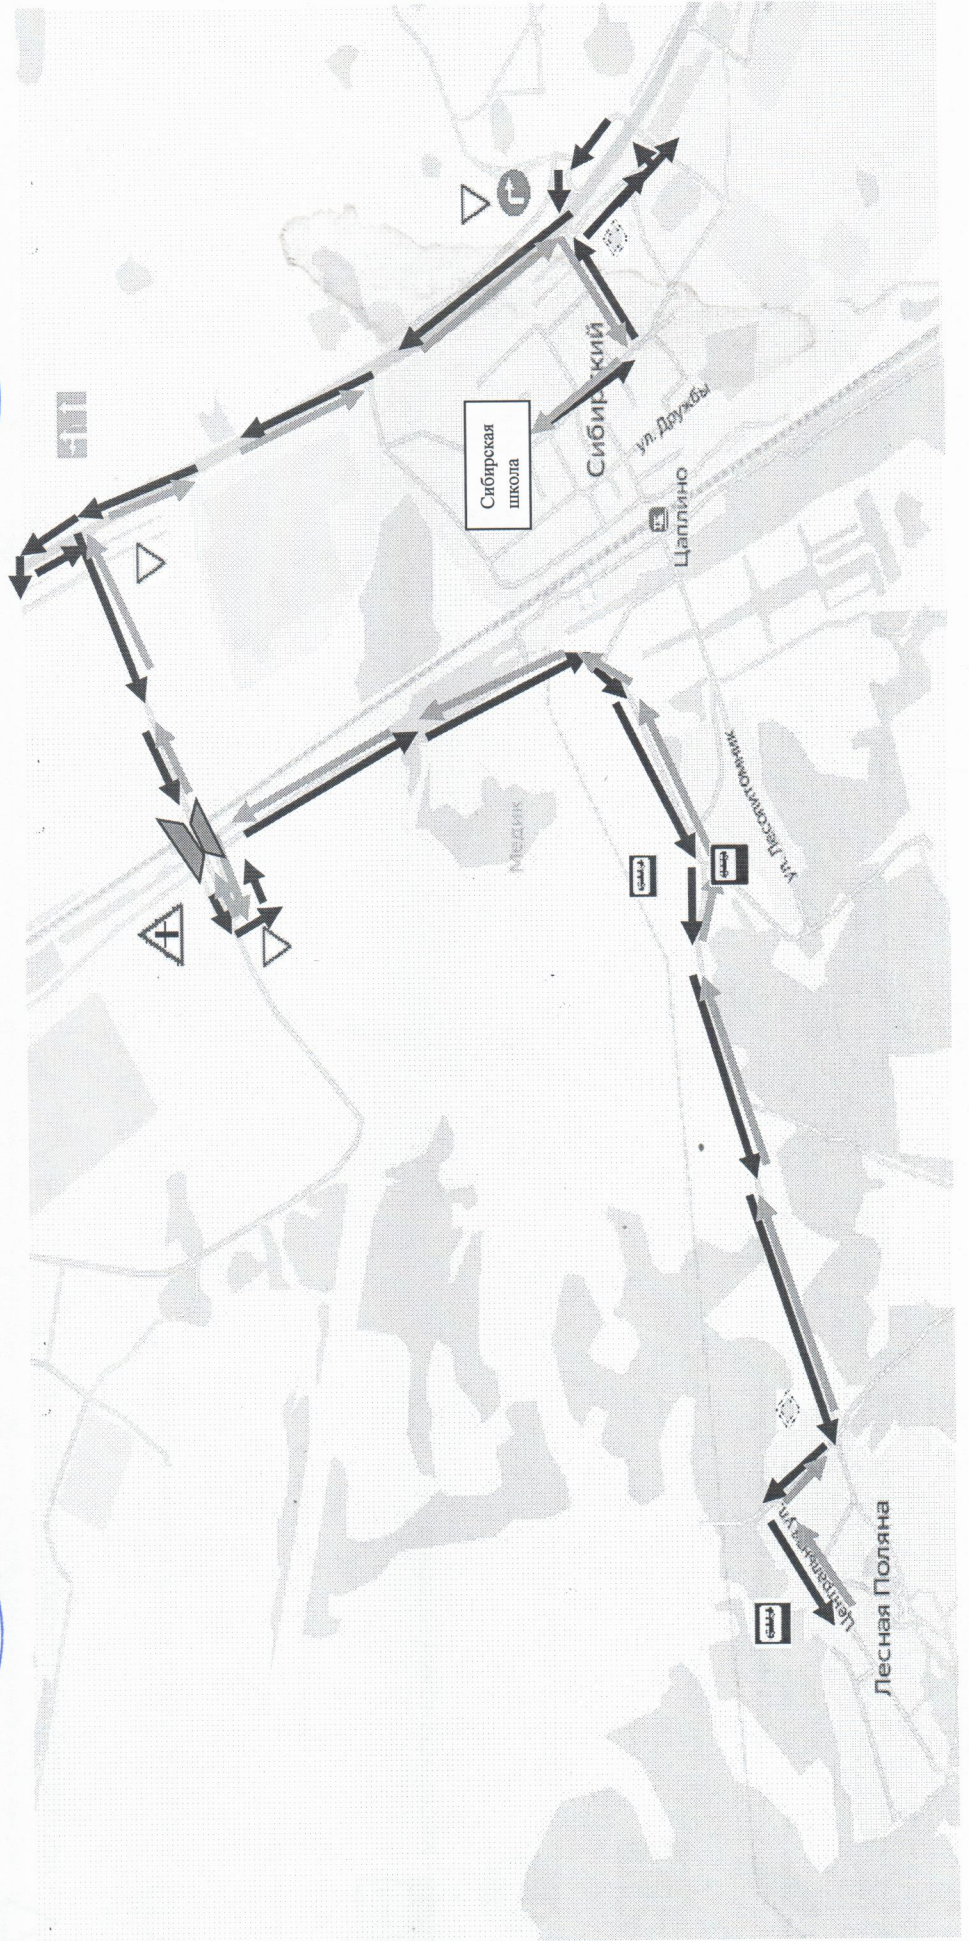 Сибирская
школа
Сибирский
ул. Дружбы
Цаплино
Медик
ул. Лесопитомник
Центральная ул.
Лесная Поляна